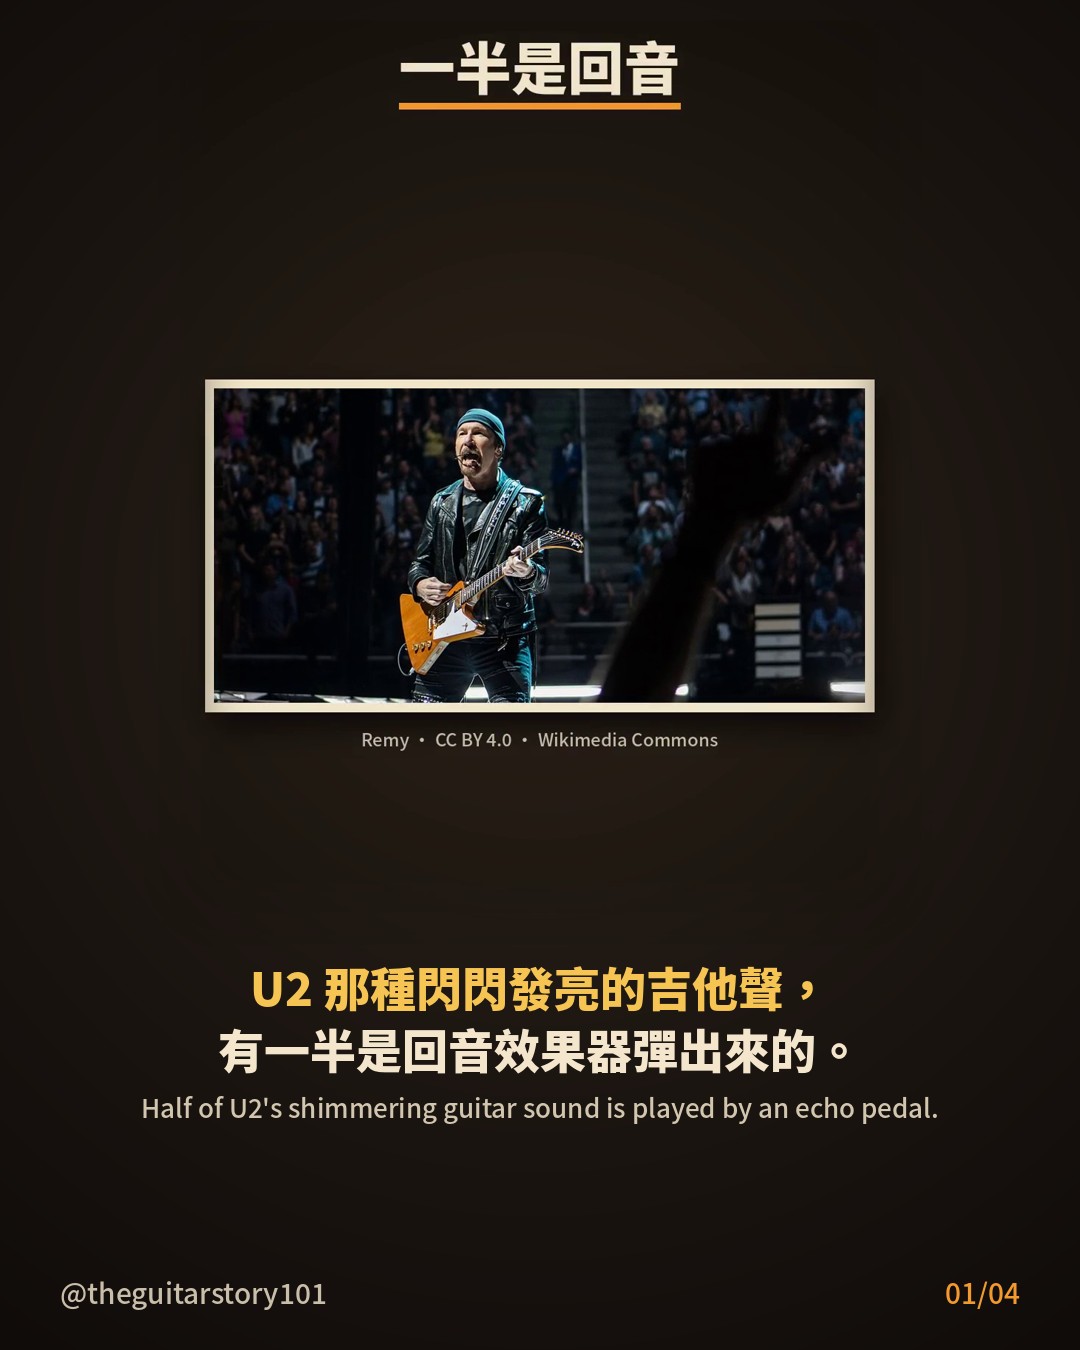 一半是回音
Remy • CC BY 4.0 • Wikimedia Commons
U2 那種閃閃發亮的吉他聲，
有一半是回音效果器彈出來的。
Half of U2's shimmering guitar sound is played by an echo pedal.
@theguitarstory101
01/04